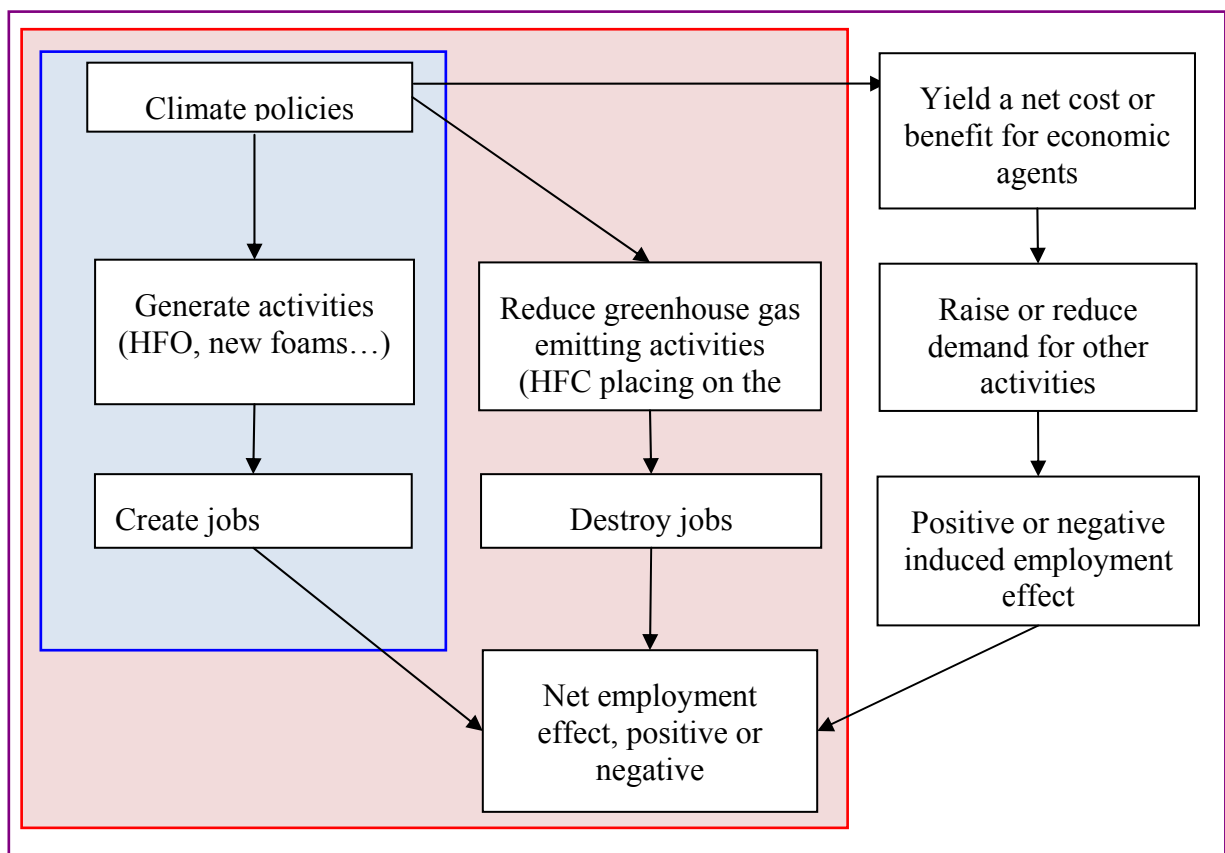 Climate policies
Yield a net cost or
benefit for economic
agents
Generate activities
(HFO, new foams…)
Reduce greenhouse gas
emitting activities
(HFC placing on the
Raise or reduce
demand for other
activities
Create jobs
Destroy jobs
Positive or negative
induced employment
effect
Net employment
effect, positive or
negative